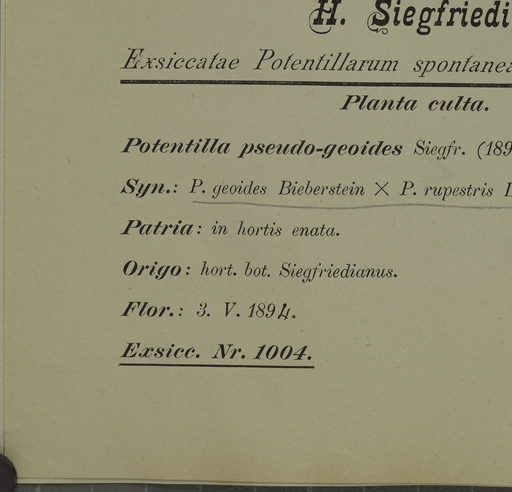 H. Siegfriedi
Exsiccatae Potentillarum spontanea
Planta culta.
Potentilla pseudo-geoides Siegfr. (189
Syn.: P. geoides Bieberstein × P. rupestris L
Patria: in hortis enata.
Origo: hort. bot. Siegfriedianus.
Flor.: 3. V. 1894.
Exsicc. Nr. 1004.